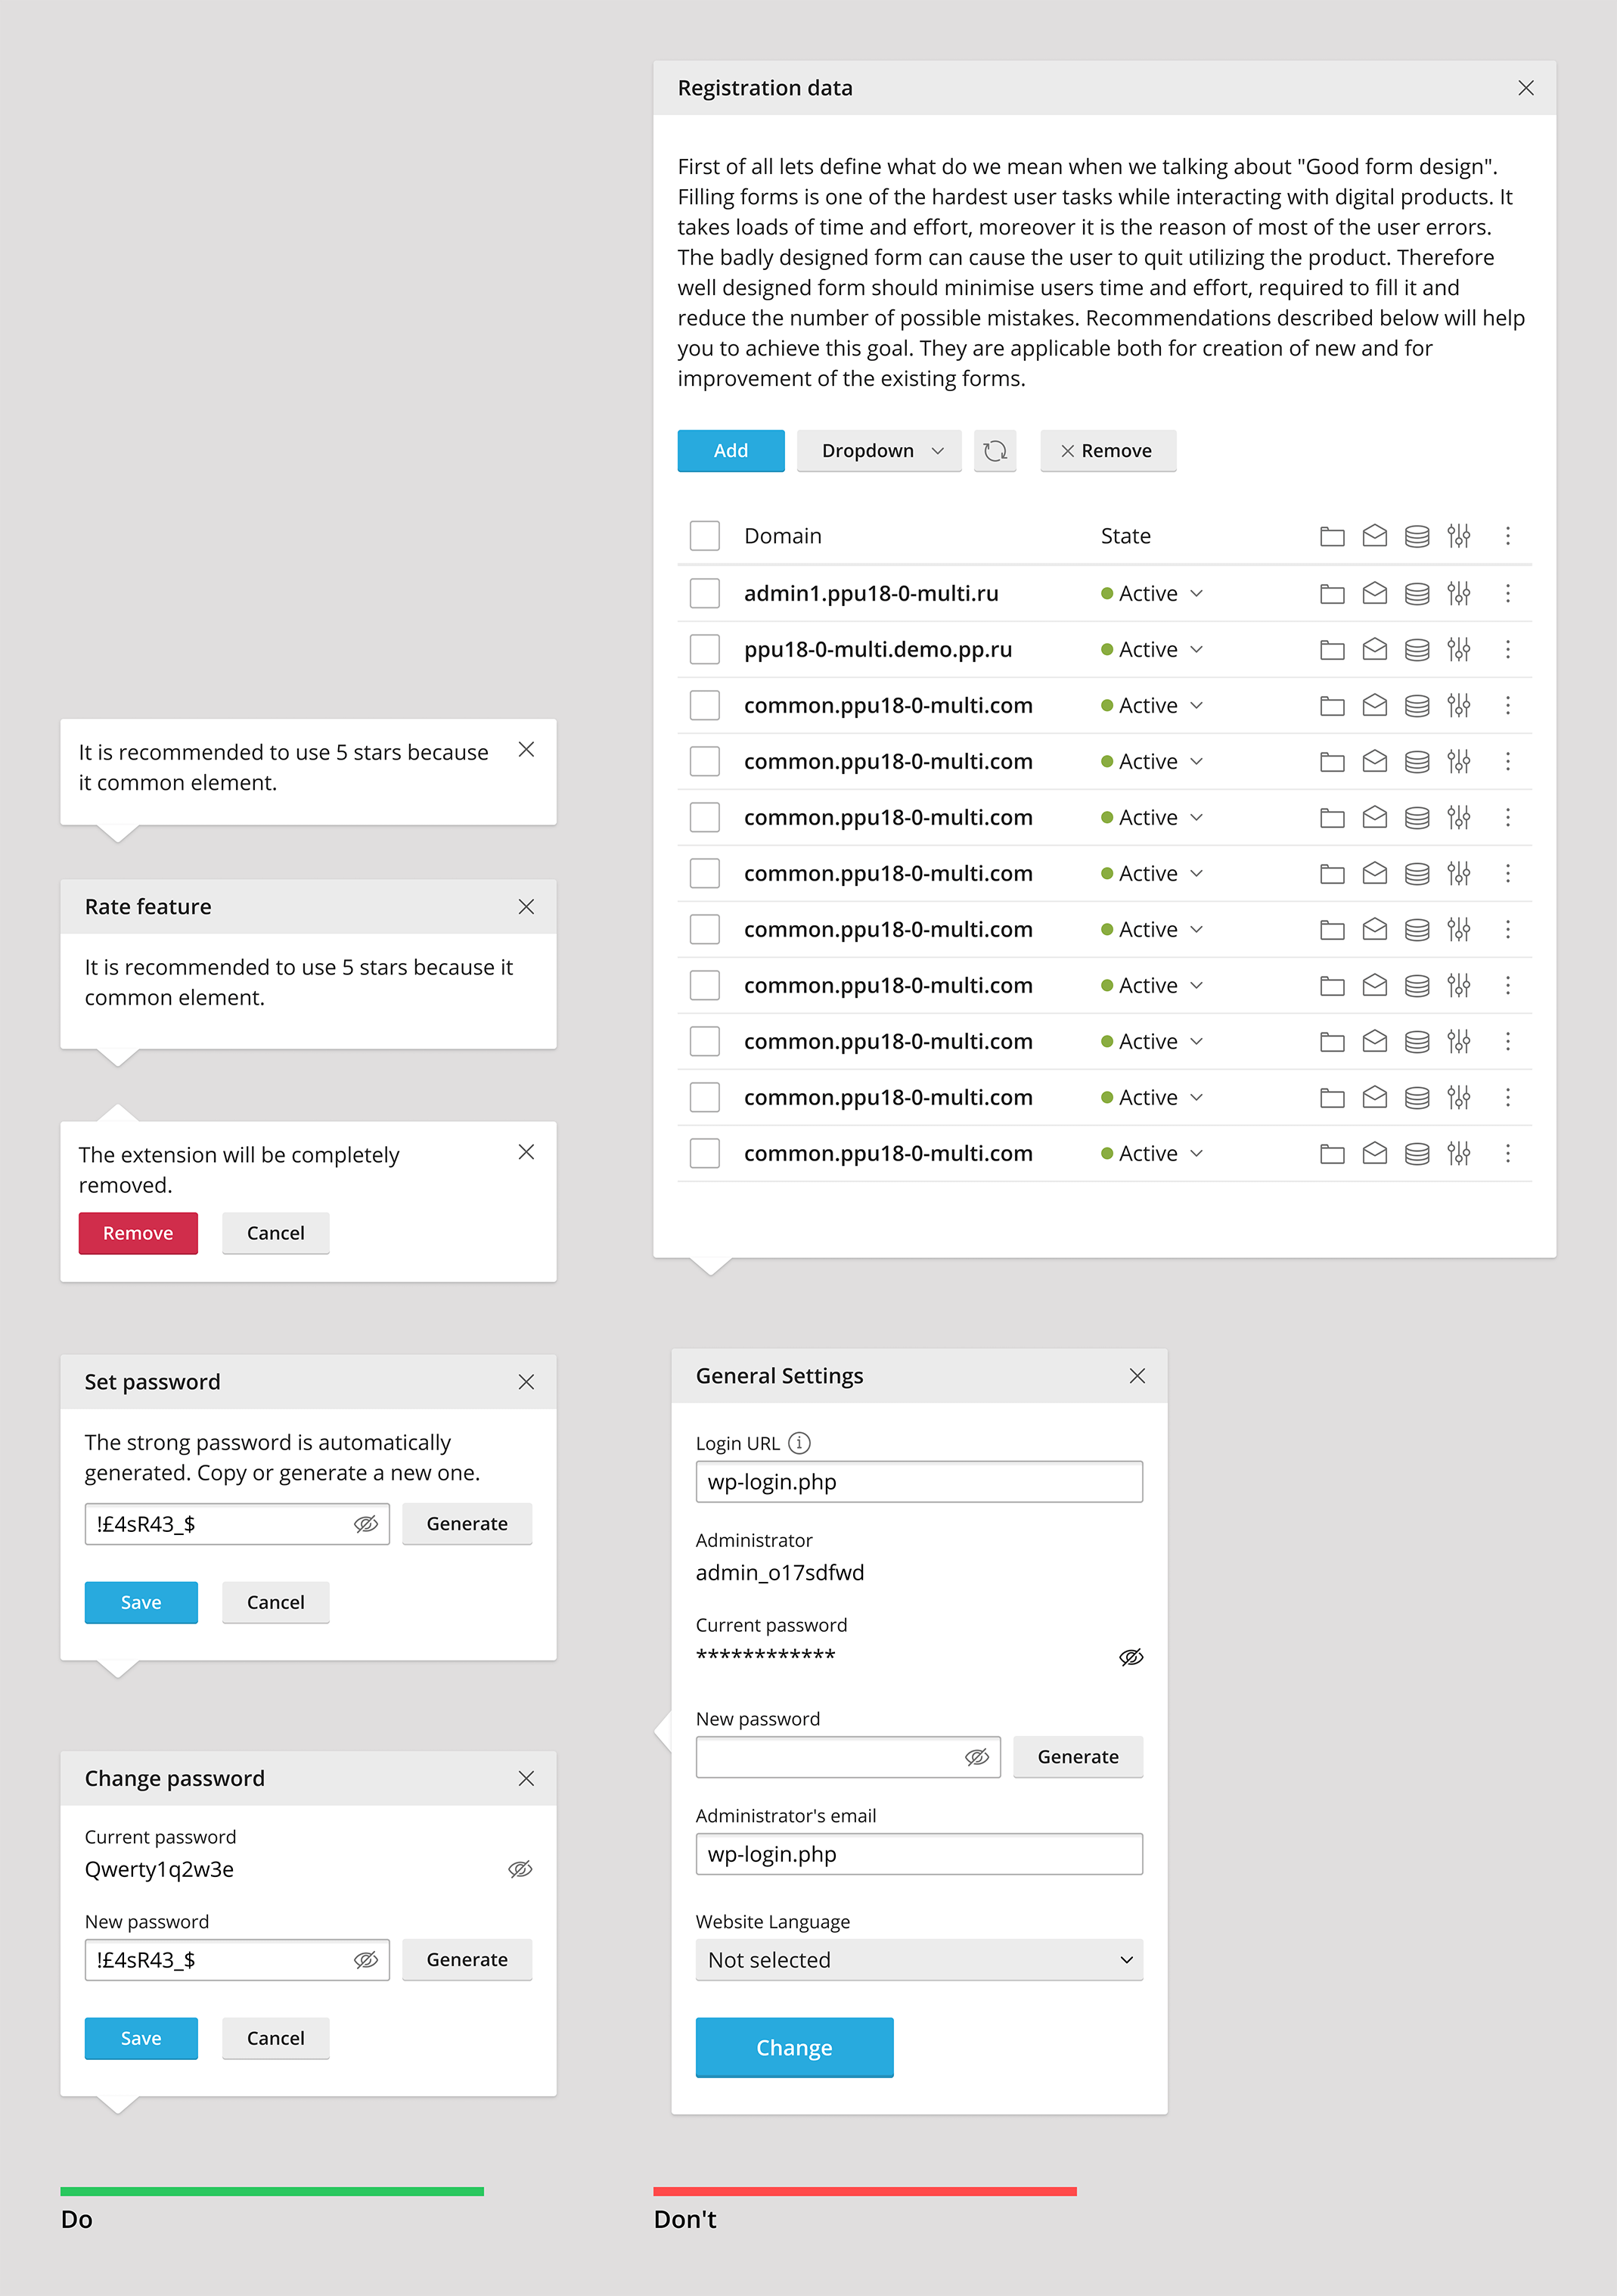 Registration data
First of all lets define what do we mean when we talking about "Good form design".
Filling forms is one of the hardest user tasks while interacting with digital products. It
takes loads of time and effort, moreover it is the reason of most of the user errors.
The badly designed form can cause the user to quit utilizing the product. Therefore
well designed form should minimise users time and effort, required to fill it and
reduce the number of possible mistakes. Recommendations described below will help
you to achieve this goal. They are applicable both for creation of new and for
improvement of the existing forms.
Add Dropdown Remove
Domain State
admin1.ppu18-0-multi.ru Active
ppu18-0-multi.demo.pp.ru Active
common.ppu18-0-multi.com Active
common.ppu18-0-multi.com Active
common.ppu18-0-multi.com Active
common.ppu18-0-multi.com Active
common.ppu18-0-multi.com Active
common.ppu18-0-multi.com Active
common.ppu18-0-multi.com Active
common.ppu18-0-multi.com Active
common.ppu18-0-multi.com Active
It is recommended to use 5 stars because
it common element.
Rate feature
It is recommended to use 5 stars because it
common element.
The extension will be completely
removed.
Remove Cancel
Set password
The strong password is automatically
generated. Copy or generate a new one.
!£4sR43_$ Generate
Save Cancel
Change password
Current password
Qwerty1q2w3e
New password
!£4sR43_$ Generate
Save Cancel
General Settings
Login URL
wp-login.php
Administrator
admin_o17sdfwd
Current password
************
New password
Generate
Administrator's email
wp-login.php
Website Language
Not selected
Change
Do
Don't